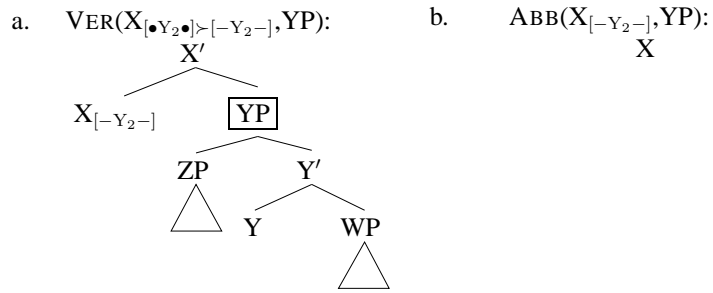 a. VER(X[•Y₂•]≻[−Y₂−],YP): b. ABB(X[−Y₂−],YP):
X′ X
X[−Y₂−] YP
ZP Y′
Y WP